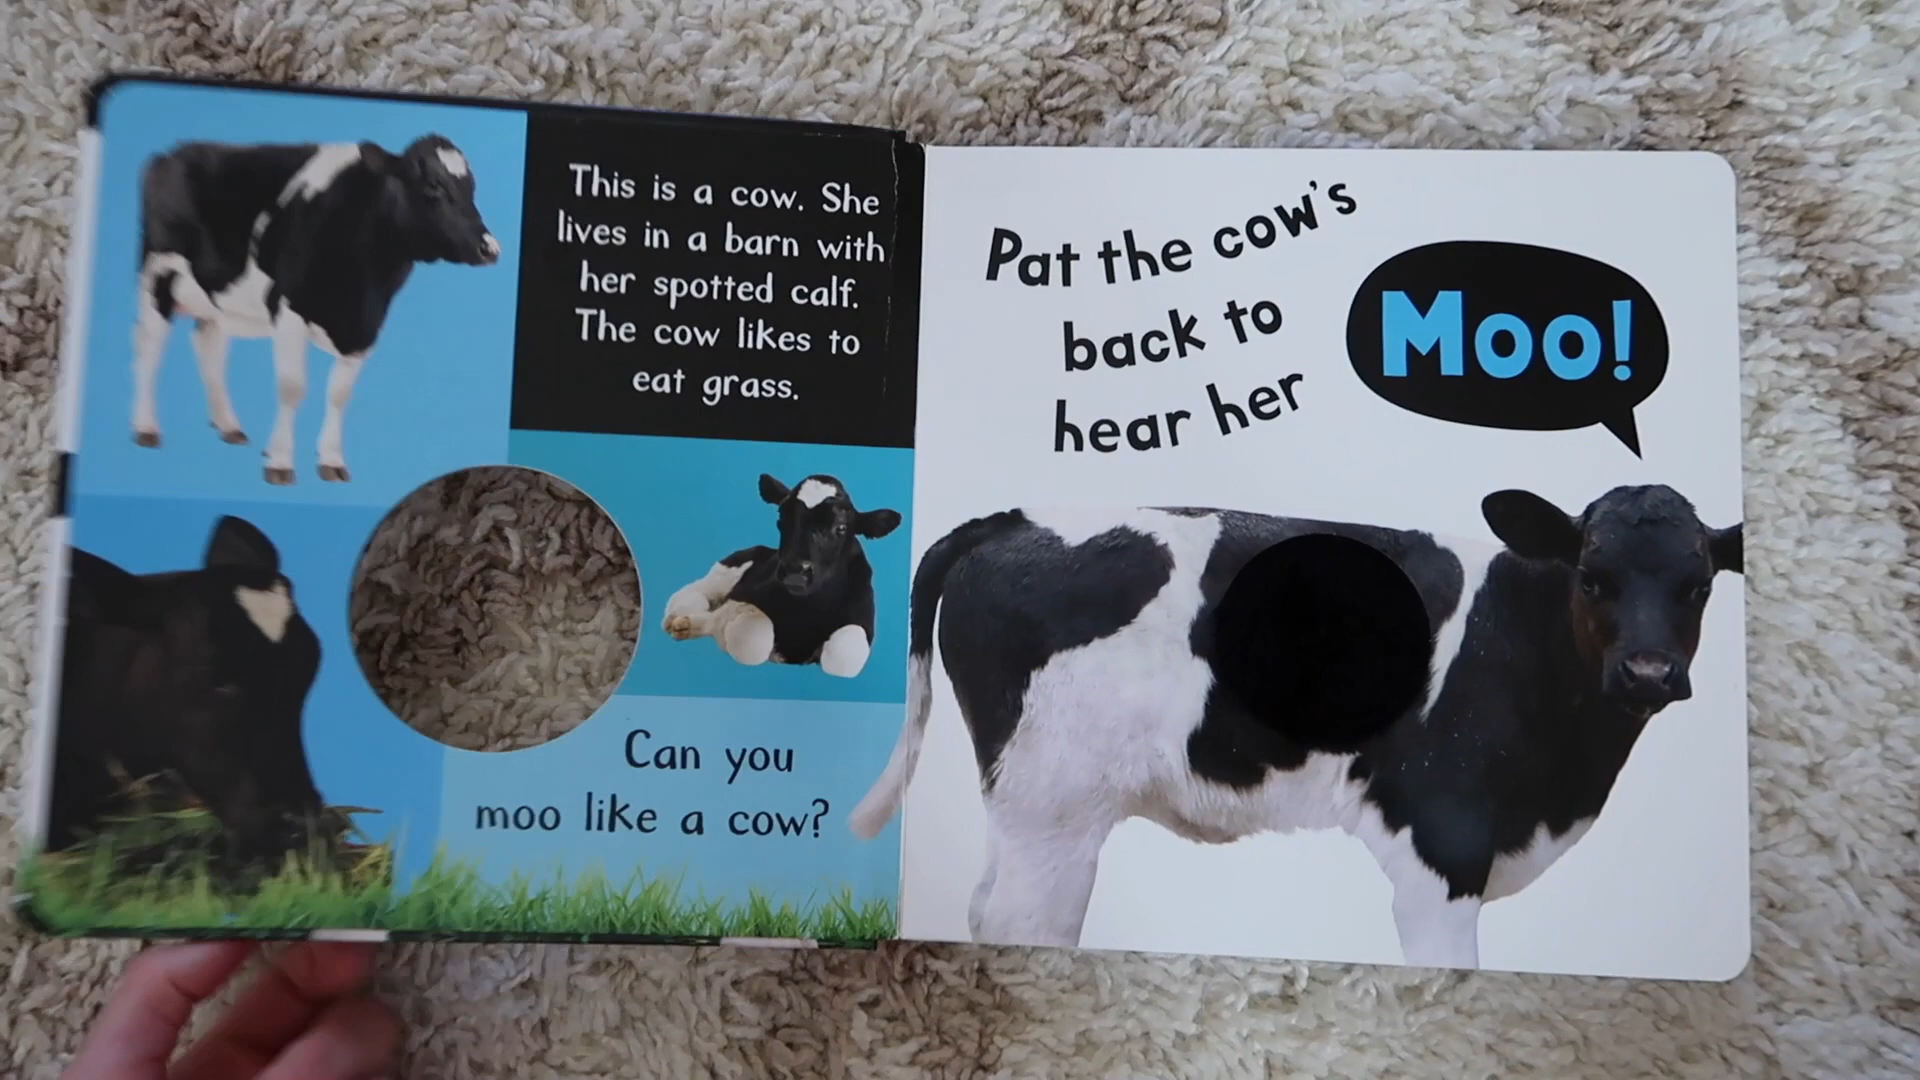 This is a cow. She
lives in a barn with
her spotted calf.
The cow likes to
eat grass.
Can you
moo like a cow?
Pat the cow's
back to
hear her
Moo!